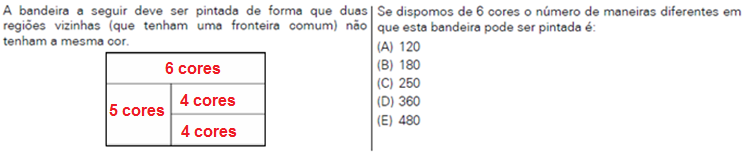 A bandeira a seguir deve ser pintada de forma que duas
regiões vizinhas (que tenham uma fronteira comum) não
tenham a mesma cor.
6 cores
5 cores
4 cores
4 cores
Se dispomos de 6 cores o número de maneiras diferentes em
que esta bandeira pode ser pintada é:
(A) 120
(B) 180
(C) 250
(D) 360
(E) 480